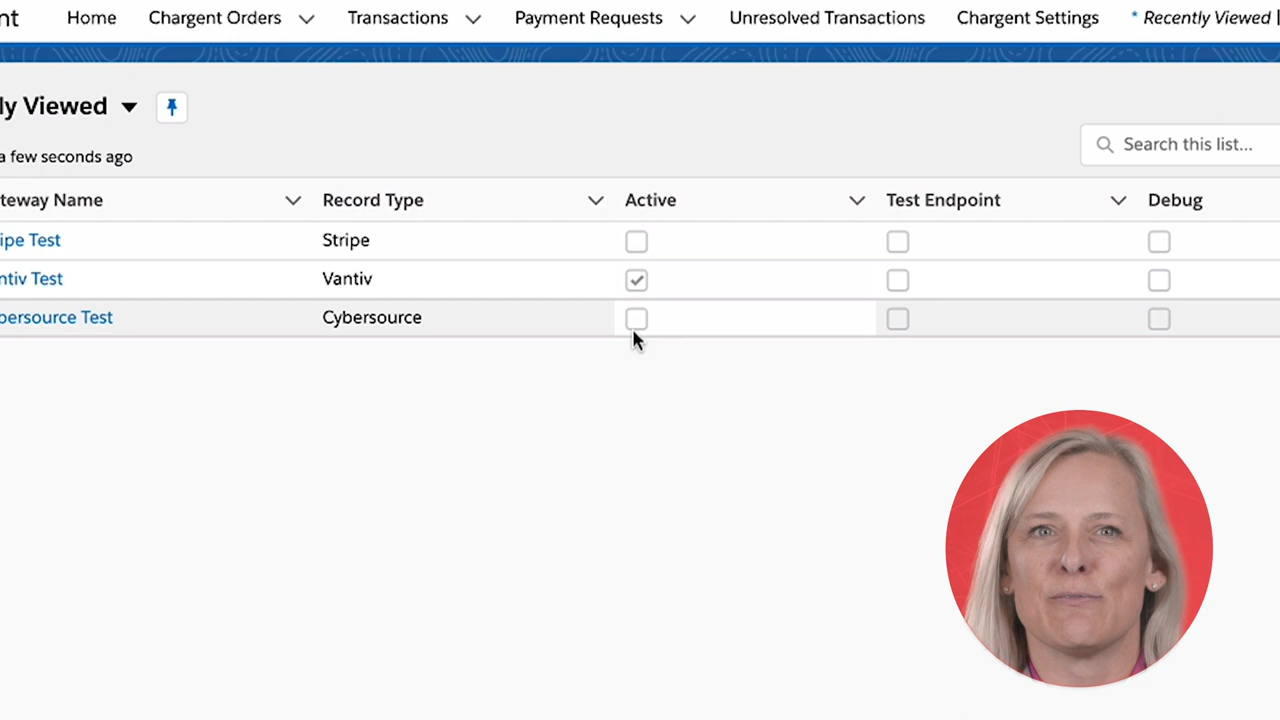 nt Home Chargent Orders Transactions Payment Requests Unresolved Transactions Chargent Settings * Recently Viewed
ly Viewed
a few seconds ago
Search this list...
teway Name Record Type Active Test Endpoint Debug
ipe Test Stripe
ntiv Test Vantiv
bersource Test Cybersource